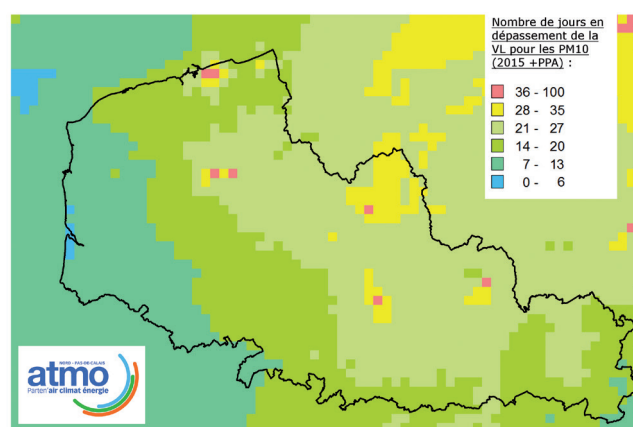 Nombre de jours en
dépassement de la
VL pour les PM10
(2015 +PPA) :
36 - 100
28 - 35
21 - 27
14 - 20
7 - 13
0 - 6
NORD - PAS-DE-CALAIS
atmo
Parten'air climat énergie